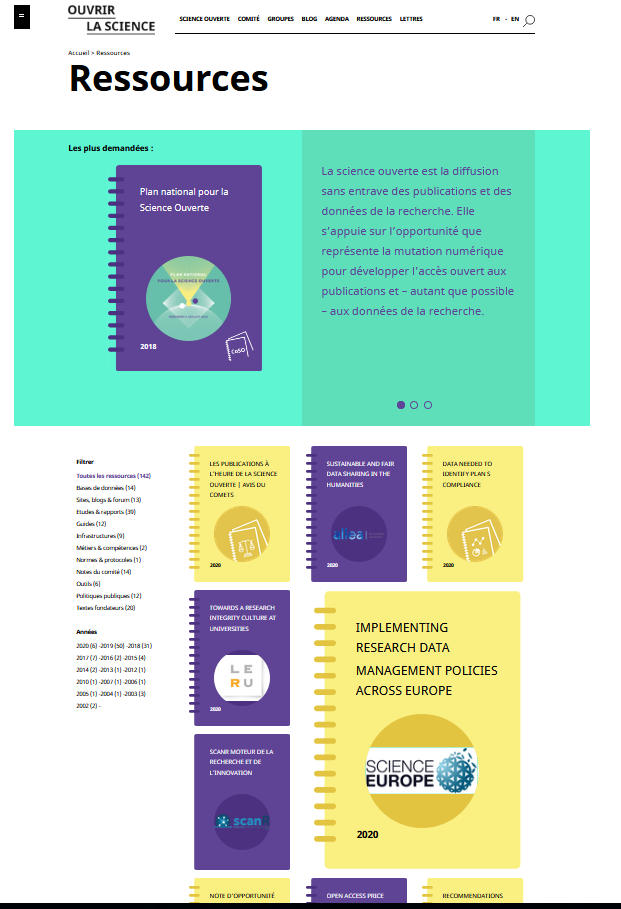 OUVRIR
LA SCIENCE
SCIENCE OUVERTE COMITÉ GROUPES BLOG AGENDA RESSOURCES LETTRES
FR - EN
Accueil > Ressources
Ressources
Les plus demandées :
Plan national pour la
Science Ouverte
PLAN NATIONAL
POUR LA SCIENCE OUVERTE
2018
CoSO
La science ouverte est la diffusion
sans entrave des publications et des
données de la recherche. Elle
s'appuie sur l'opportunité que
représente la mutation numérique
pour développer l'accès ouvert aux
publications et – autant que possible
– aux données de la recherche.
Filtrer
Toutes les ressources (142)
Bases de données (14)
Sites, blogs & forum (13)
Etudes & rapports (39)
Guides (12)
Infrastructures (9)
Métiers & compétences (2)
Normes & protocoles (1)
Notes du comité (14)
Outils (6)
Politiques publiques (12)
Textes fondateurs (20)
Années
2020 (6) -2019 (50) -2018 (31)
2017 (7) -2016 (2) -2015 (4)
2014 (2) -2013 (1) -2012 (1)
2010 (1) -2007 (1) -2006 (1)
2005 (1) -2004 (1) -2003 (3)
2002 (2) -
LES PUBLICATIONS À
L'HEURE DE LA SCIENCE
OUVERTE | AVIS DU
COMETS
2020
SUSTAINABLE AND FAIR
DATA SHARING IN THE
HUMANITIES
allea
2020
DATA NEEDED TO
IDENTIFY PLAN S
COMPLIANCE
2020
TOWARDS A RESEARCH
INTEGRITY CULTURE AT
UNIVERSITIES
LE
RU
2020
IMPLEMENTING
RESEARCH DATA
MANAGEMENT POLICIES
ACROSS EUROPE
SCIENCE
EUROPE
2020
SCANR MOTEUR DE LA
RECHERCHE ET DE
L'INNOVATION
scanR
NOTE D'OPPORTUNITÉ
OPEN ACCESS PRICE
RECOMMENDATIONS